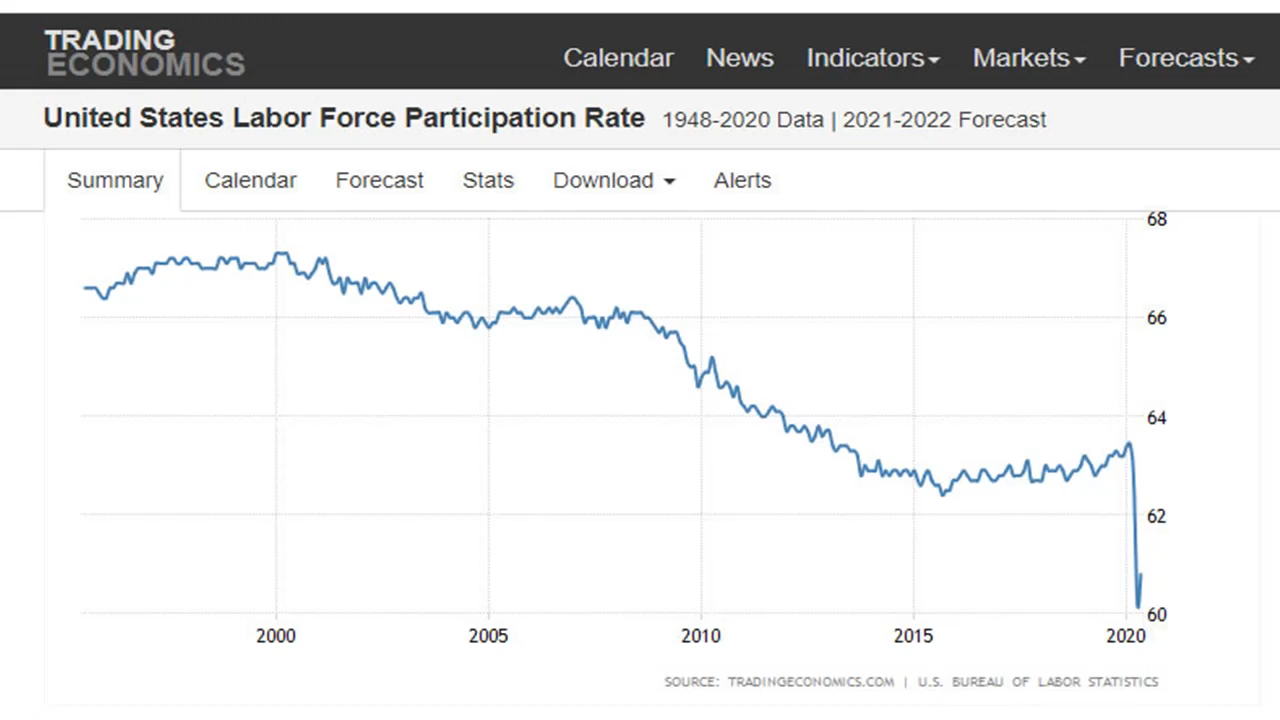 TRADING
ECONOMICS
Calendar News Indicators Markets Forecasts
United States Labor Force Participation Rate 1948-2020 Data | 2021-2022 Forecast
Summary Calendar Forecast Stats Download Alerts
68
66
64
62
60
2000 2005 2010 2015 2020
SOURCE: TRADINGECONOMICS.COM | U.S. BUREAU OF LABOR STATISTICS